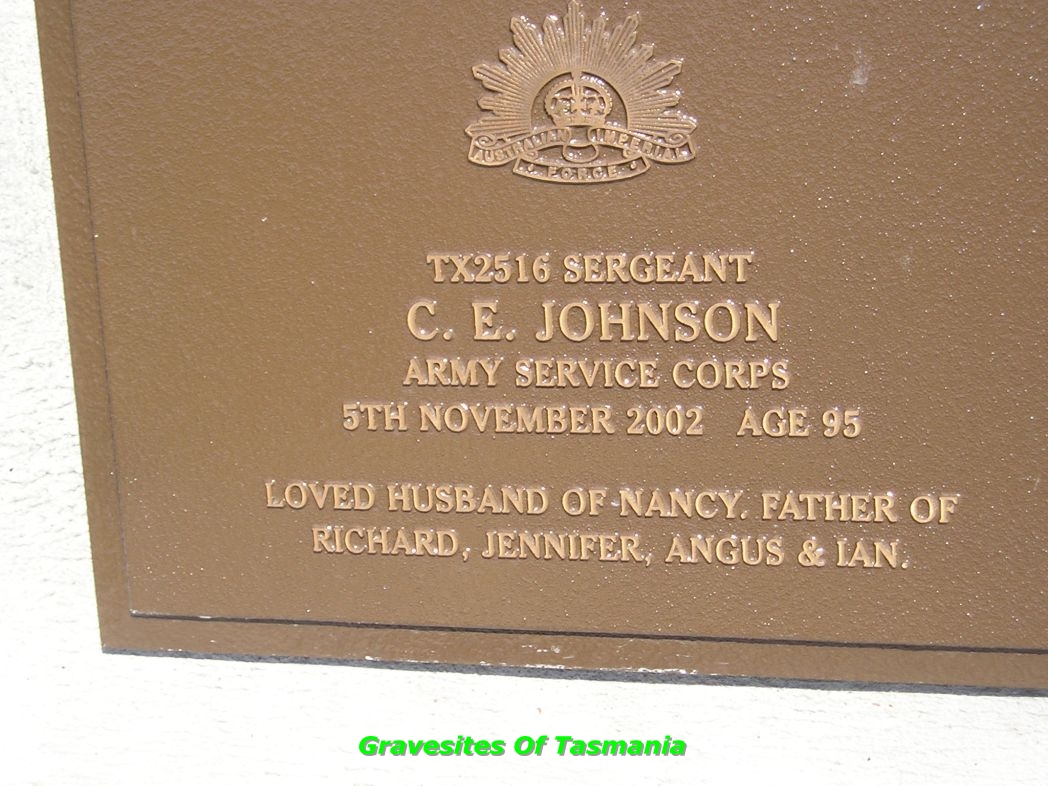 AUSTRALIAN IMPERIAL
FORCE
TX2516 SERGEANT
C. E. JOHNSON
ARMY SERVICE CORPS
5TH NOVEMBER 2002 AGE 95
LOVED HUSBAND OF NANCY. FATHER OF
RICHARD, JENNIFER, ANGUS & IAN.
Gravesites Of Tasmania